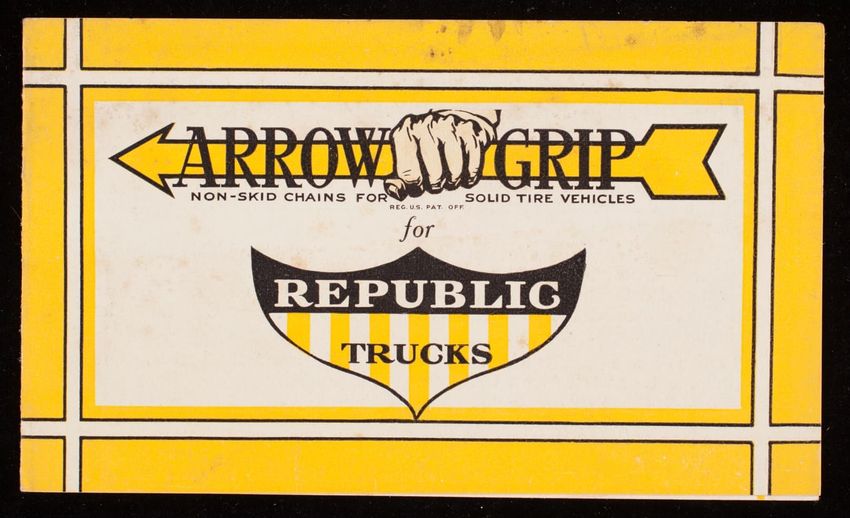 ARROW GRIP
NON-SKID CHAINS FOR SOLID TIRE VEHICLES
REG. U.S. PAT. OFF.
for
REPUBLIC
TRUCKS